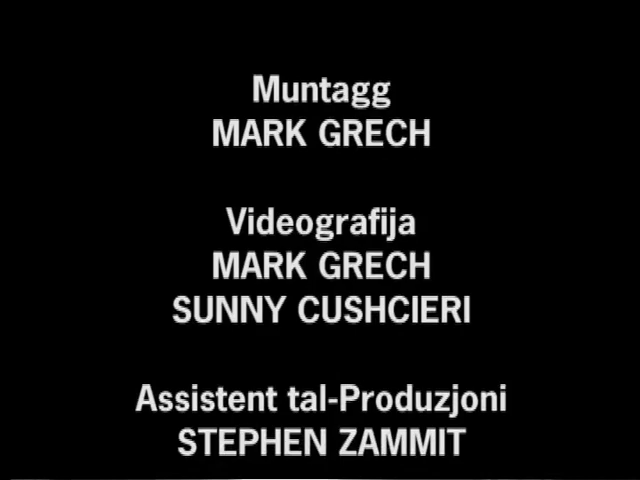 Muntagg
MARK GRECH
Videografija
MARK GRECH
SUNNY CUSHCIERI
Assistent tal-Produzjoni
STEPHEN ZAMMIT